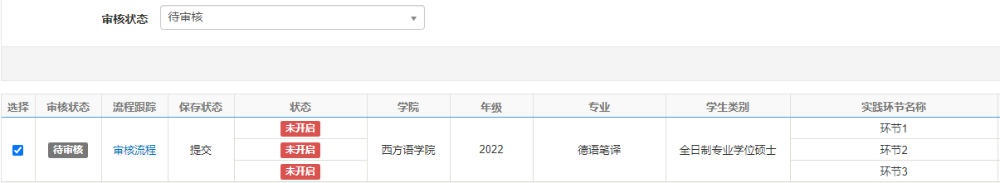 审核状态 待审核
选择 审核状态 流程跟踪 保存状态 状态 学院 年级 专业 学生类别 实践环节名称
未开启 环节1
待审核 审核流程 提交 未开启 西方语学院 2022 德语笔译 全日制专业学位硕士 环节2
未开启 环节3